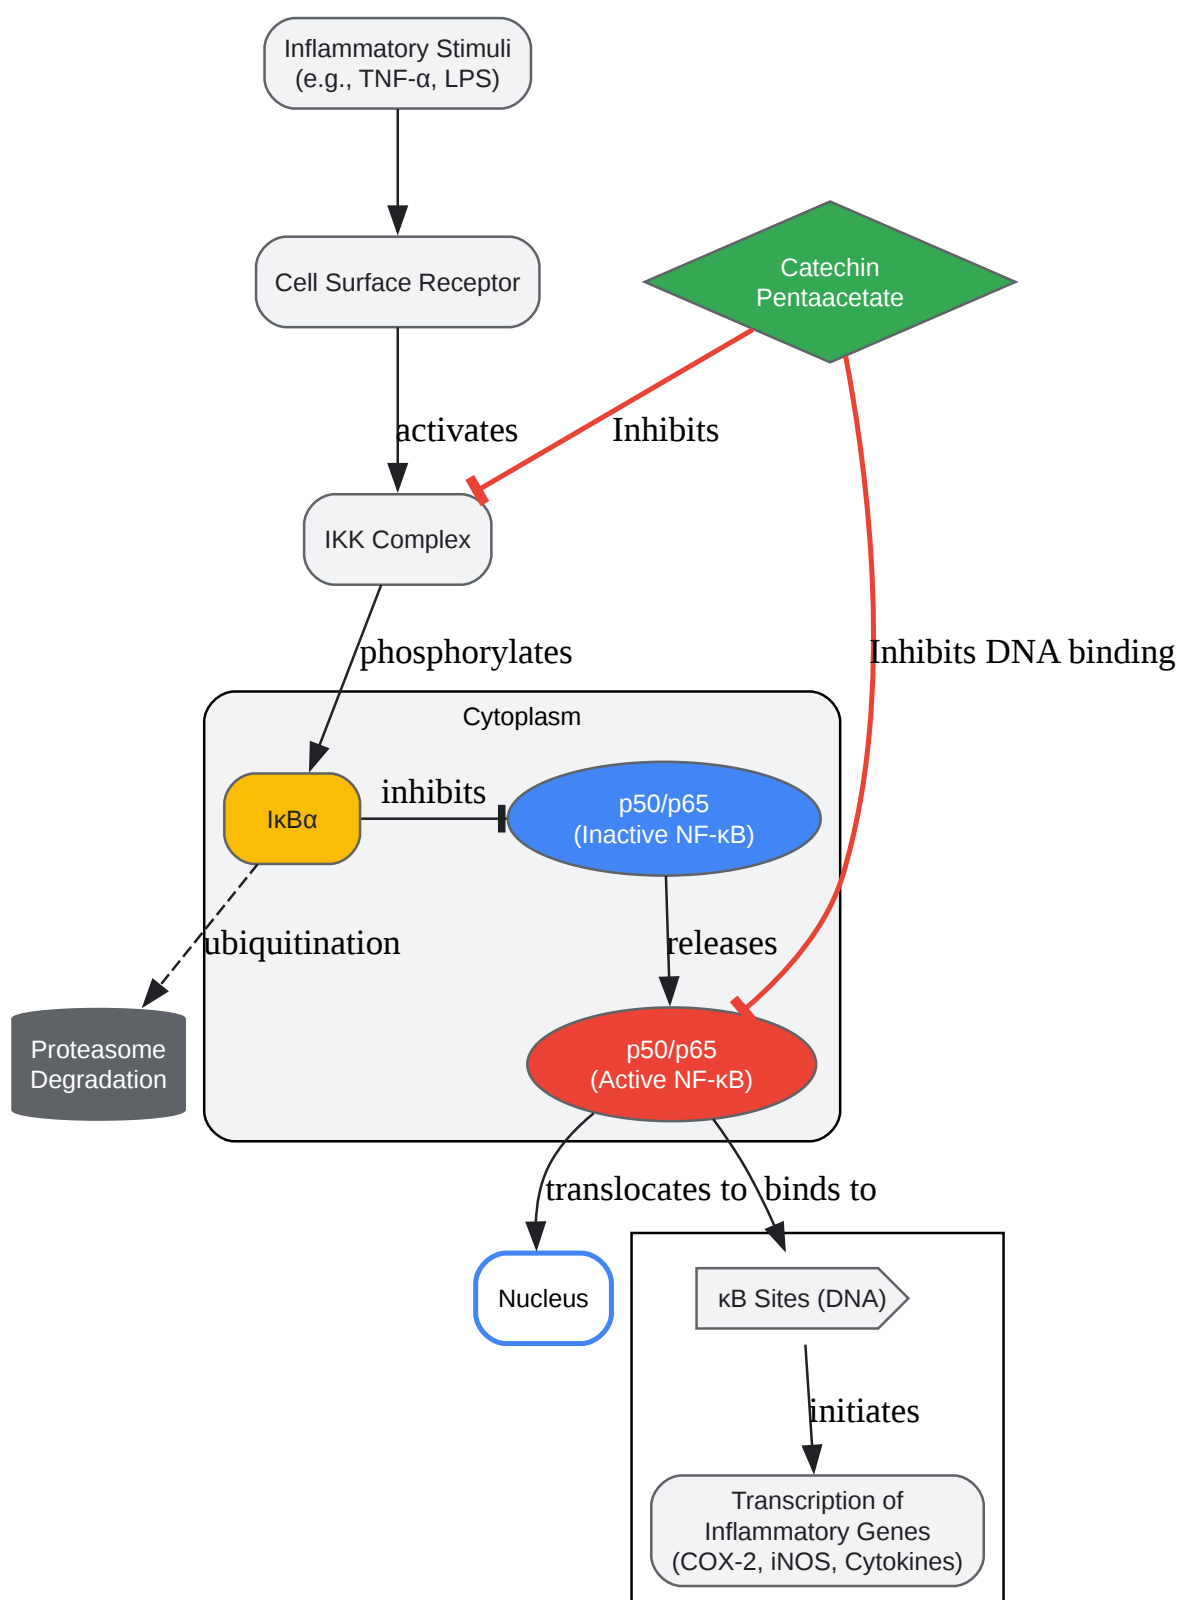 Inflammatory Stimuli
(e.g., TNF-α, LPS)
Cell Surface Receptor
Catechin
Pentaacetate
activates
Inhibits
IKK Complex
phosphorylates
Inhibits DNA binding
Cytoplasm
IκBα
inhibits
p50/p65
(Inactive NF-κB)
ubiquitination
releases
Proteasome
Degradation
p50/p65
(Active NF-κB)
translocates to
binds to
Nucleus
κB Sites (DNA)
initiates
Transcription of
Inflammatory Genes
(COX-2, iNOS, Cytokines)